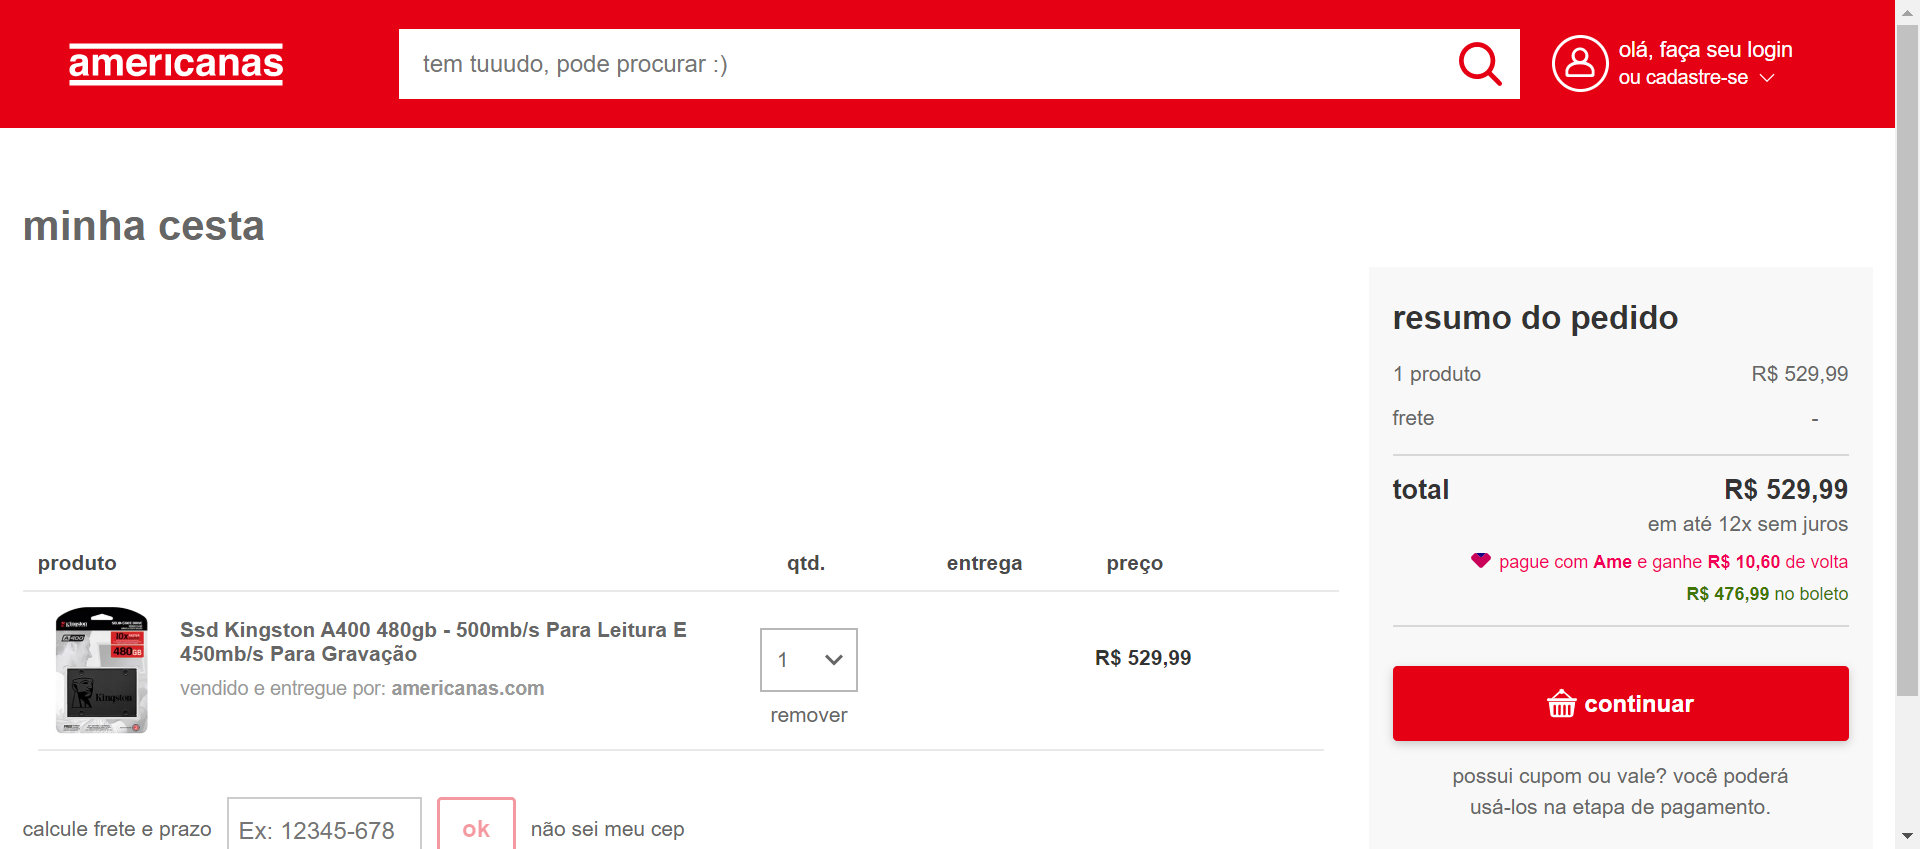 americanas
tem tuuudo, pode procurar :)
olá, faça seu login
ou cadastre-se
minha cesta
produto
qtd.
entrega
preço
Kingston
A400
480GB
Kingston
Ssd Kingston A400 480gb - 500mb/s Para Leitura E
450mb/s Para Gravação
vendido e entregue por: americanas.com
1
remover
R$ 529,99
calcule frete e prazo
Ex: 12345-678
ok
não sei meu cep
resumo do pedido
1 produto R$ 529,99
frete -
total R$ 529,99
em até 12x sem juros
pague com Ame e ganhe R$ 10,60 de volta
R$ 476,99 no boleto
continuar
possui cupom ou vale? você poderá
usá-los na etapa de pagamento.